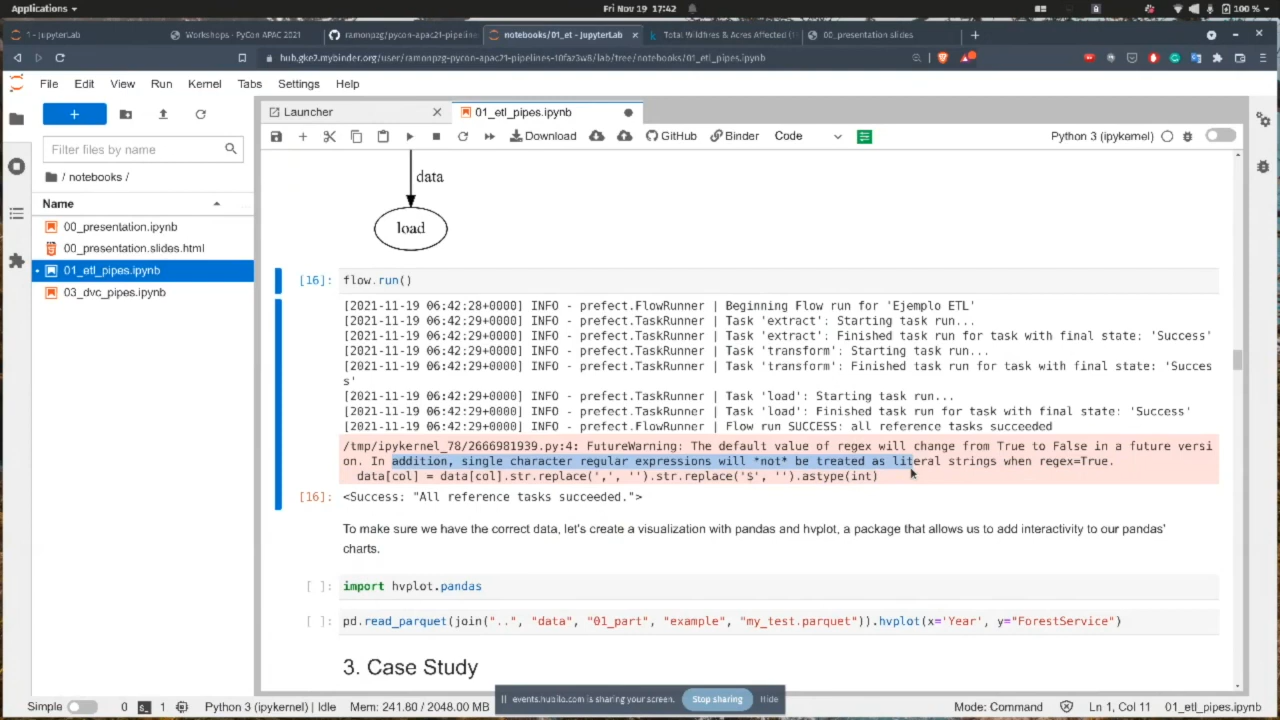 Applications
Fri Nov 19 17:42
100 %
1 - JupyterLab
Workshops - PyCon APAC 2021
ramonpzg/pycon-apac21-pipeline
notebooks/01_et - JupyterLab
Total Wildfires & Acres Affected (
00_presentation slides
hub.gke2.mybinder.org/user/ramonpzg-pycon-apac21-pipelines-10faz3w8/lab/tree/notebooks/01_etl_pipes.ipynb
File Edit View Run Kernel Tabs Settings Help
Launcher
01_etl_pipes.ipynb
Download
GitHub
Binder
Code
Python 3 (ipykernel)
Filter files by name
/ notebooks /
Name
00_presentation.ipynb
00_presentation.slides.html
01_etl_pipes.ipynb
03_dvc_pipes.ipynb
data
load
[16]: flow.run()
[2021-11-19 06:42:28+0000] INFO - prefect.FlowRunner | Beginning Flow run for 'Ejemplo ETL'
[2021-11-19 06:42:29+0000] INFO - prefect.TaskRunner | Task 'extract': Starting task run...
[2021-11-19 06:42:29+0000] INFO - prefect.TaskRunner | Task 'extract': Finished task run for task with final state: 'Success'
[2021-11-19 06:42:29+0000] INFO - prefect.TaskRunner | Task 'transform': Starting task run...
[2021-11-19 06:42:29+0000] INFO - prefect.TaskRunner | Task 'transform': Finished task run for task with final state: 'Succes
s'
[2021-11-19 06:42:29+0000] INFO - prefect.TaskRunner | Task 'load': Starting task run...
[2021-11-19 06:42:29+0000] INFO - prefect.TaskRunner | Task 'load': Finished task run for task with final state: 'Success'
[2021-11-19 06:42:29+0000] INFO - prefect.FlowRunner | Flow run SUCCESS: all reference tasks succeeded
/tmp/ipykernel_78/2666981939.py:4: FutureWarning: The default value of regex will change from True to False in a future versi
on. In addition, single character regular expressions will *not* be treated as literal strings when regex=True.
data[col] = data[col].str.replace(',', '').str.replace('$', '').astype(int)
[16]: <Success: "All reference tasks succeeded.">
To make sure we have the correct data, let's create a visualization with pandas and hvplot, a package that allows us to add interactivity to our pandas'
charts.
[ ]: import hvplot.pandas
[ ]: pd.read_parquet(join("..", "data", "01_part", "example", "my_test.parquet")).hvplot(x='Year', y="ForestService")
3. Case Study
events.hubilo.com is sharing your screen.
Stop sharing
Hide
Simple
0
1
Python 3 (ipykernel) | Idle
Mem: 241.80 / 2048.00 MB
Mode: Command
Ln 1, Col 11
01_etl_pipes.ipynb